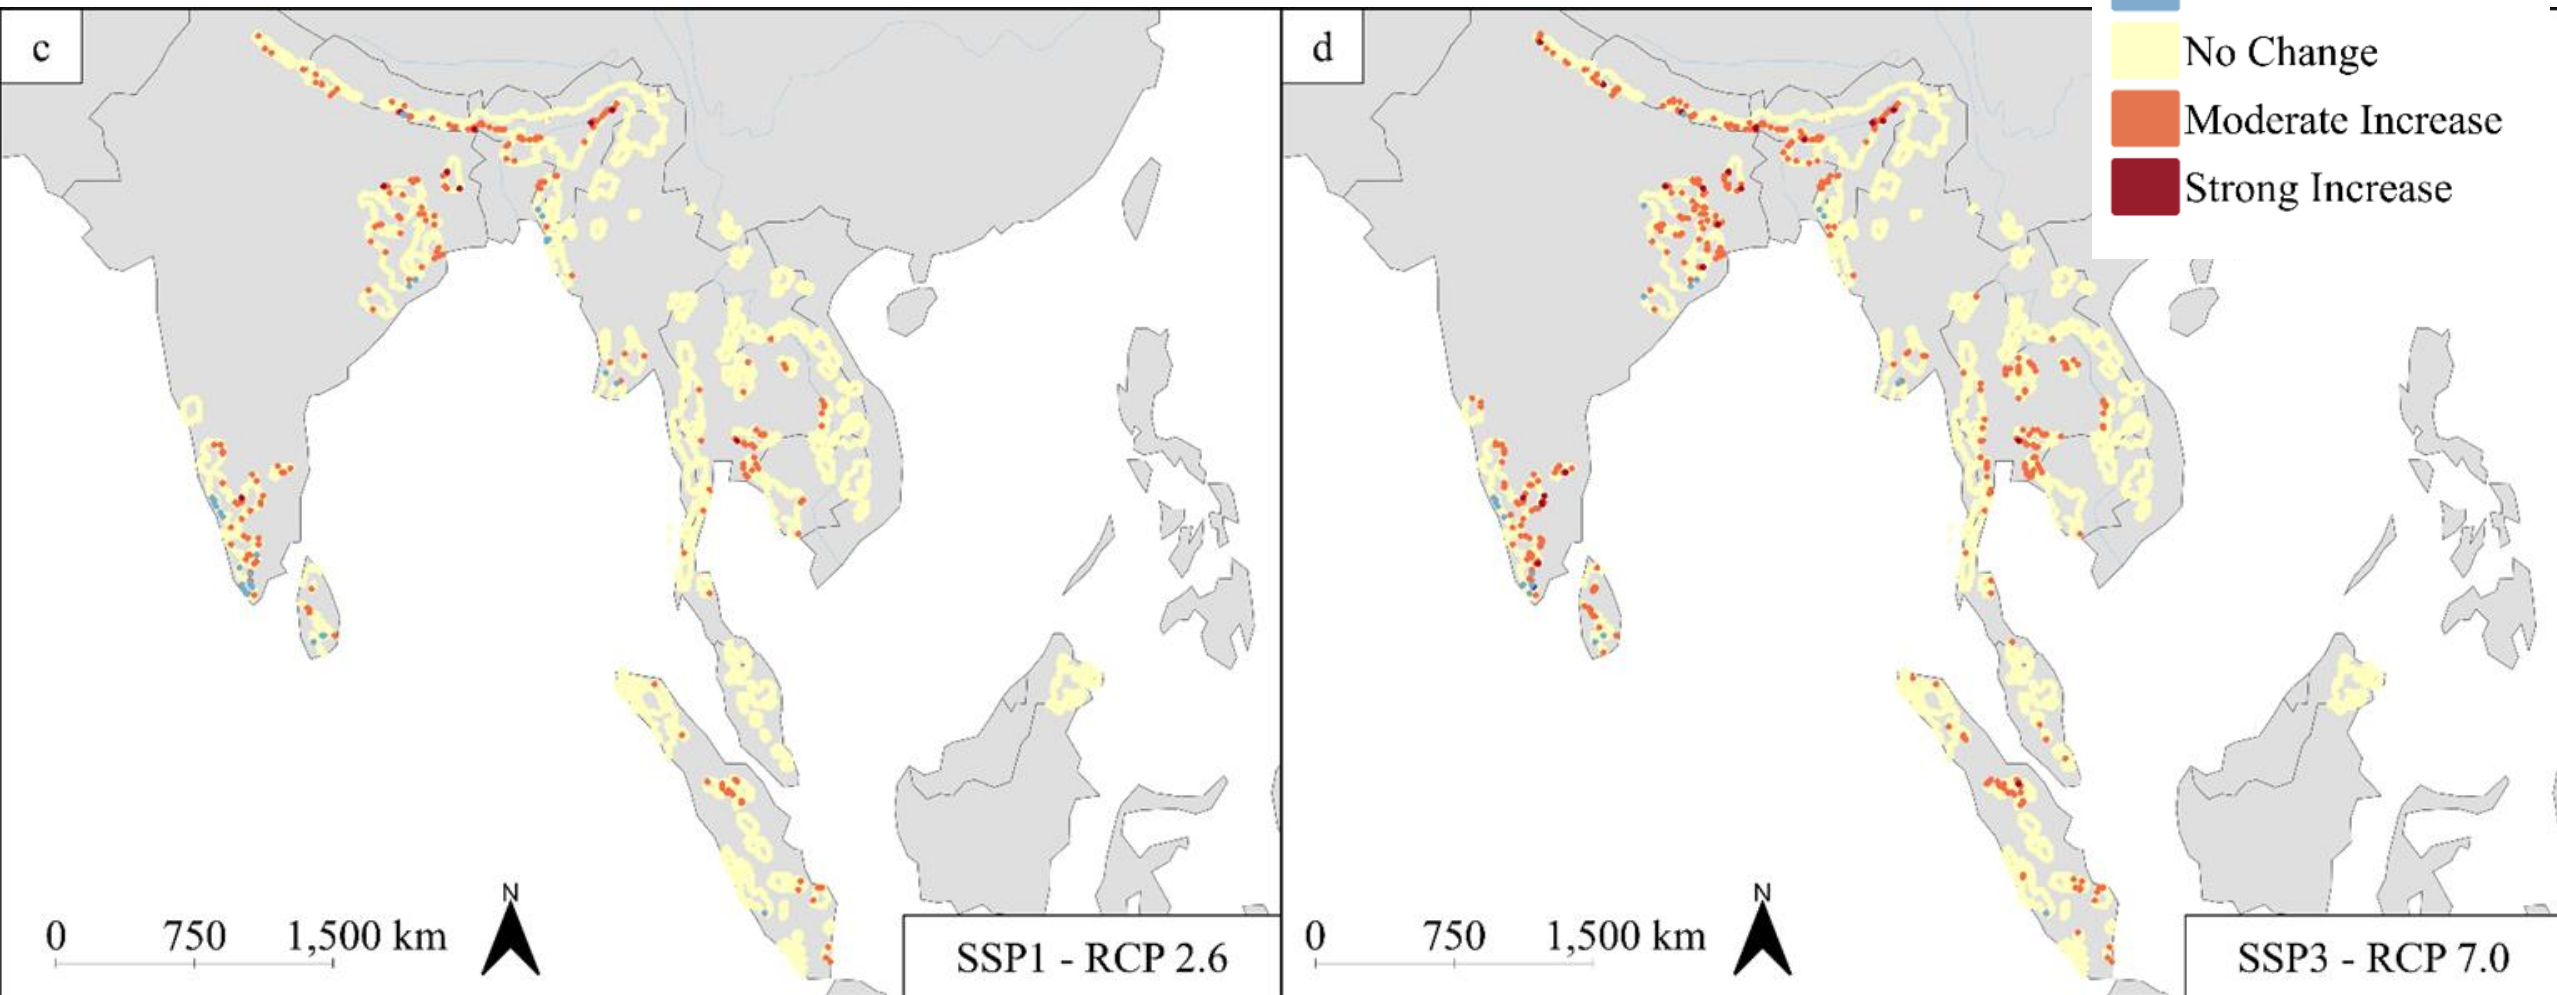 c
d
No Change
Moderate Increase
Strong Increase
N
0 750 1,500 km
SSP1 - RCP 2.6
N
0 750 1,500 km
SSP3 - RCP 7.0